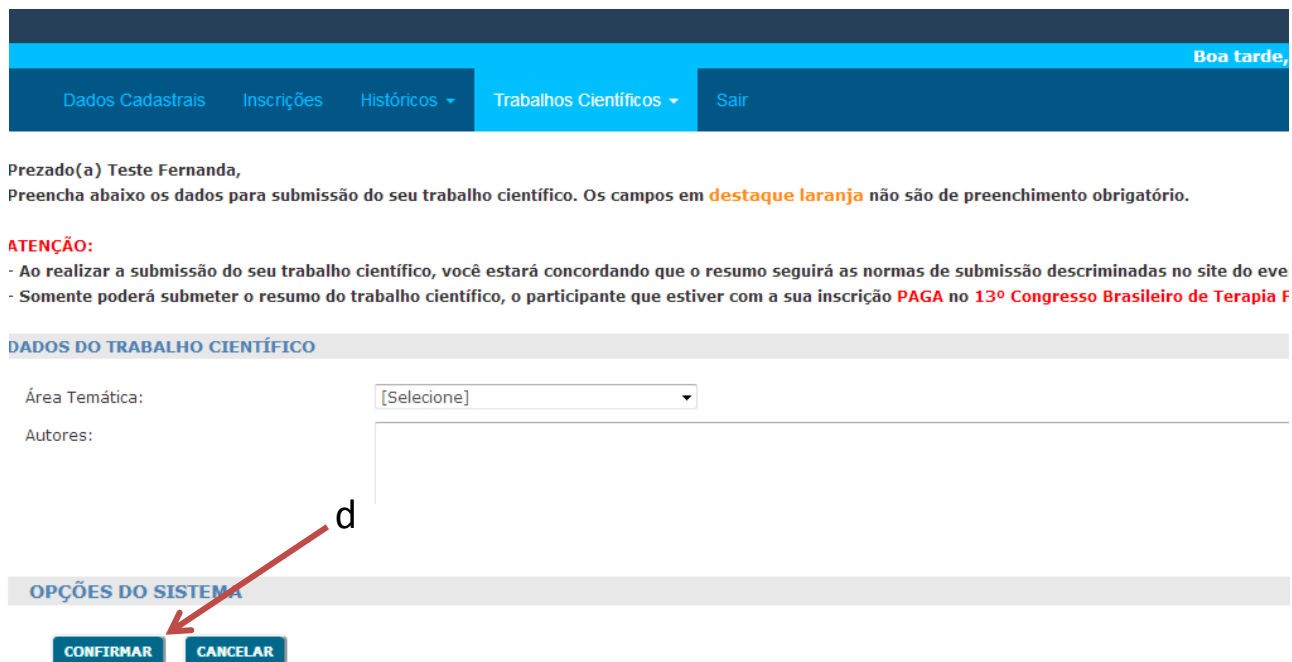 Boa tarde,
Dados Cadastrais Inscrições Históricos Trabalhos Científicos Sair
Prezado(a) Teste Fernanda,
Preencha abaixo os dados para submissão do seu trabalho científico. Os campos em destaque laranja não são de preenchimento obrigatório.
ATENÇÃO:
- Ao realizar a submissão do seu trabalho científico, você estará concordando que o resumo seguirá as normas de submissão descriminadas no site do eve
- Somente poderá submeter o resumo do trabalho científico, o participante que estiver com a sua inscrição PAGA no 13º Congresso Brasileiro de Terapia F
DADOS DO TRABALHO CIENTÍFICO
Área Temática: [Selecione]
Autores:
d
OPÇÕES DO SISTEMA
CONFIRMAR CANCELAR